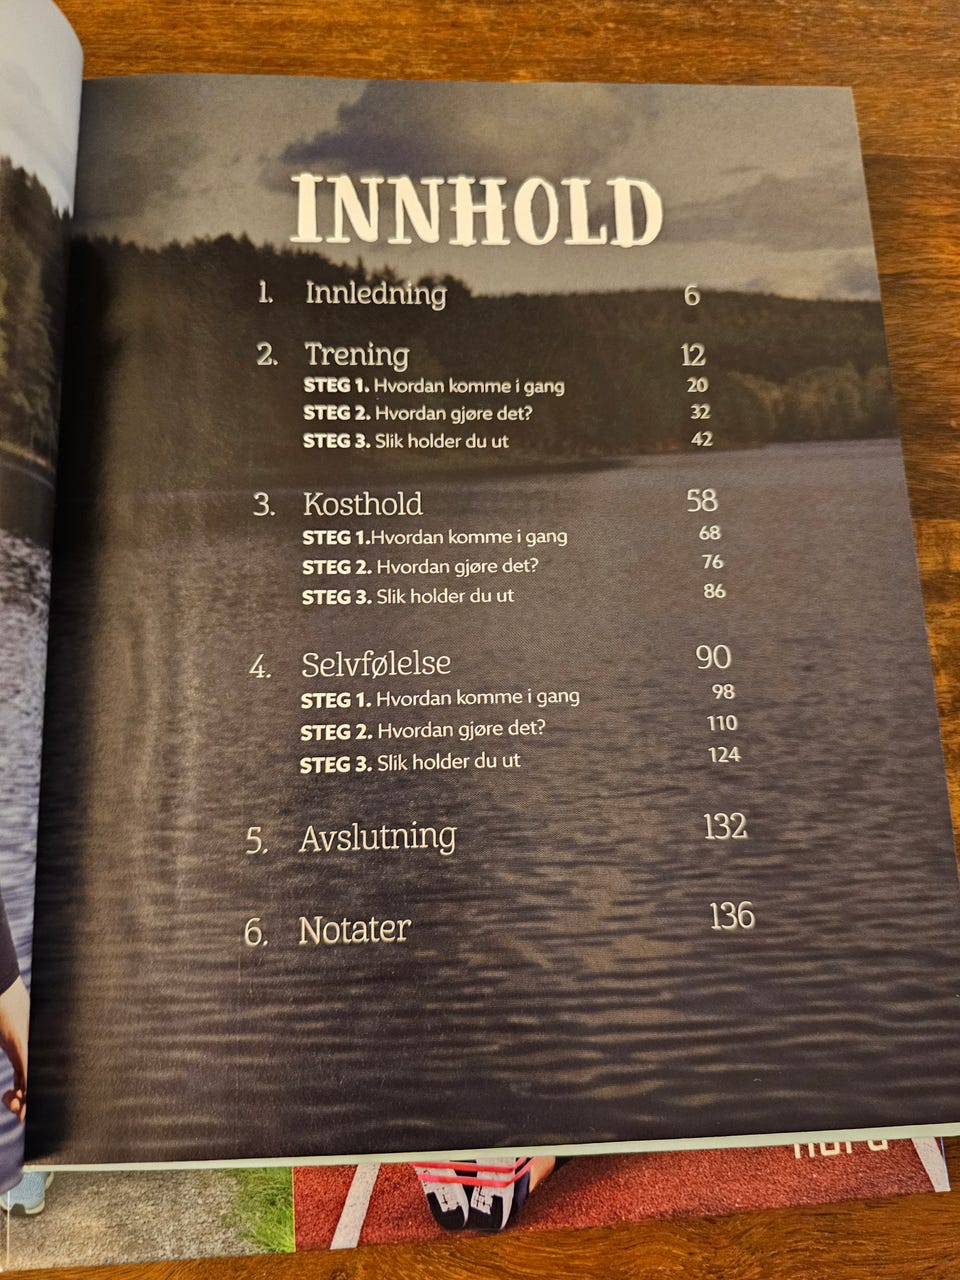 INNHOLD
1. Innledning 6
2. Trening 12
STEG 1. Hvordan komme i gang 20
STEG 2. Hvordan gjøre det? 32
STEG 3. Slik holder du ut 42
3. Kosthold 58
STEG 1.Hvordan komme i gang 68
STEG 2. Hvordan gjøre det? 76
STEG 3. Slik holder du ut 86
4. Selvfølelse 90
STEG 1. Hvordan komme i gang 98
STEG 2. Hvordan gjøre det? 110
STEG 3. Slik holder du ut 124
5. Avslutning 132
6. Notater 136